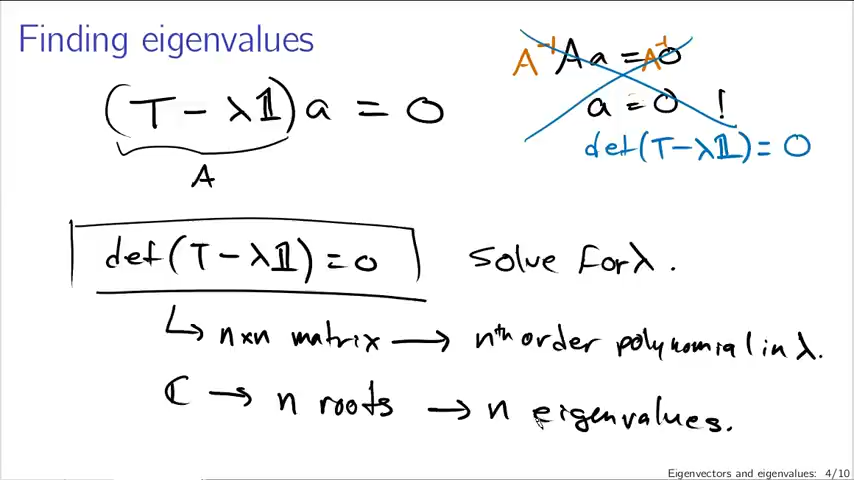 Finding eigenvalues
(T - λ𝟙)a = 0
A
A⁻¹Aa = A⁻¹0
a = 0 !
det(T - λ𝟙) = 0
det(T - λ𝟙) = 0 Solve for λ.
↳ n×n matrix → nᵗʰ order polynomial in λ.
ℂ → n roots → n eigenvalues.
Eigenvectors and eigenvalues: 4/10